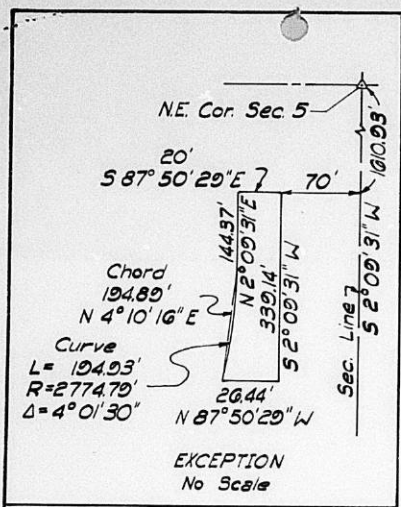 N.E. Cor. Sec. 5
1610.93'
20'
S 87° 50' 29" E
70'
144.37'
N 2° 09' 31" E
339.14'
S 2° 09' 31" W
Sec. Line
S 2° 09' 31" W
Chord
194.89'
N 4° 10' 16" E
Curve
L= 194.93'
R=2774.79'
Δ= 4° 01' 30"
26.44'
N 87° 50' 29" W
EXCEPTION
No Scale